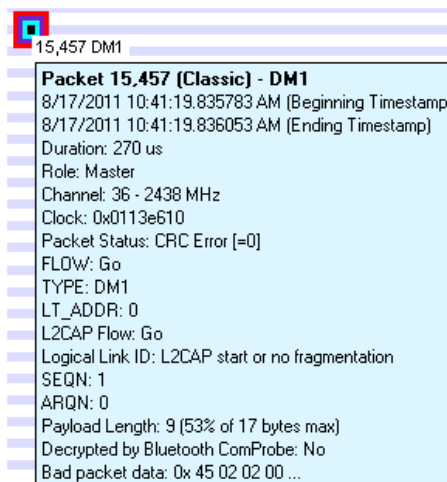 15,457 DM1
Packet 15,457 (Classic) - DM1
8/17/2011 10:41:19.835783 AM (Beginning Timestamp
8/17/2011 10:41:19.836053 AM (Ending Timestamp)
Duration: 270 us
Role: Master
Channel: 36 - 2438 MHz
Clock: 0x0113e610
Packet Status: CRC Error [=0]
FLOW: Go
TYPE: DM1
LT_ADDR: 0
L2CAP Flow: Go
Logical Link ID: L2CAP start or no fragmentation
SEQN: 1
ARQN: 0
Payload Length: 9 (53% of 17 bytes max)
Decrypted by Bluetooth ComProbe: No
Bad packet data: 0x 45 02 02 00 ...